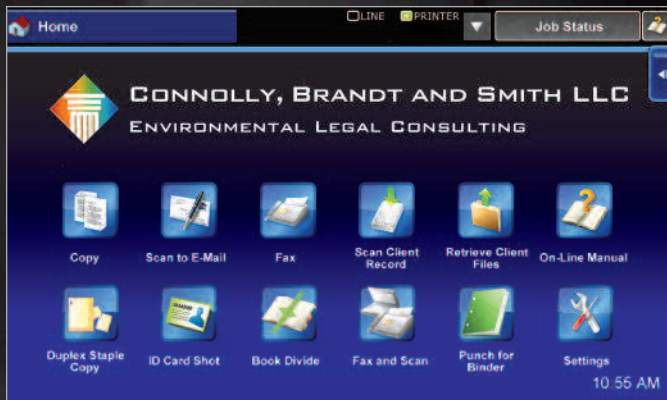 Home
LINE PRINTER
Job Status
CONNOLLY, BRANDT AND SMITH LLC
ENVIRONMENTAL LEGAL CONSULTING
Copy
Scan to E-Mail
Fax
Scan Client
Record
Retrieve Client
Files
On-Line Manual
Duplex Staple
Copy
ID Card Shot
Book Divide
Fax and Scan
Punch for
Binder
Settings
10:55 AM